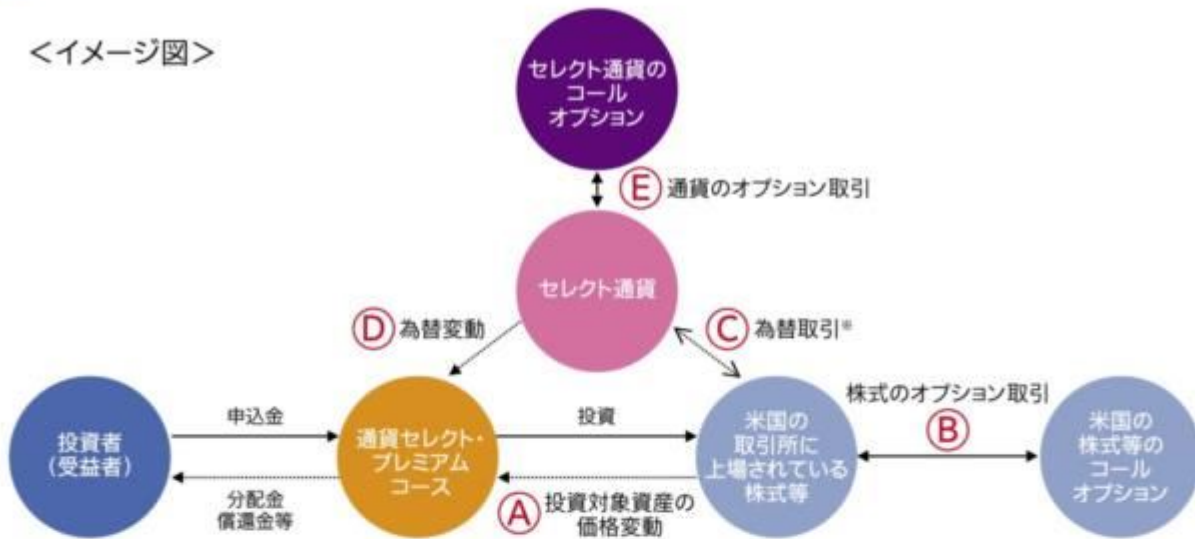 ＜イメージ図＞
セレクト通貨の
コール
オプション
Ⓔ 通貨のオプション取引
セレクト通貨
Ⓓ 為替変動
Ⓒ 為替取引※
投資者
（受益者）
申込金
分配金
償還金等
通貨セレクト・
プレミアム
コース
投資
Ⓐ 投資対象資産の
価格変動
米国の
取引所に
上場されている
株式等
株式のオプション取引
Ⓑ
米国の
株式等の
コール
オプション